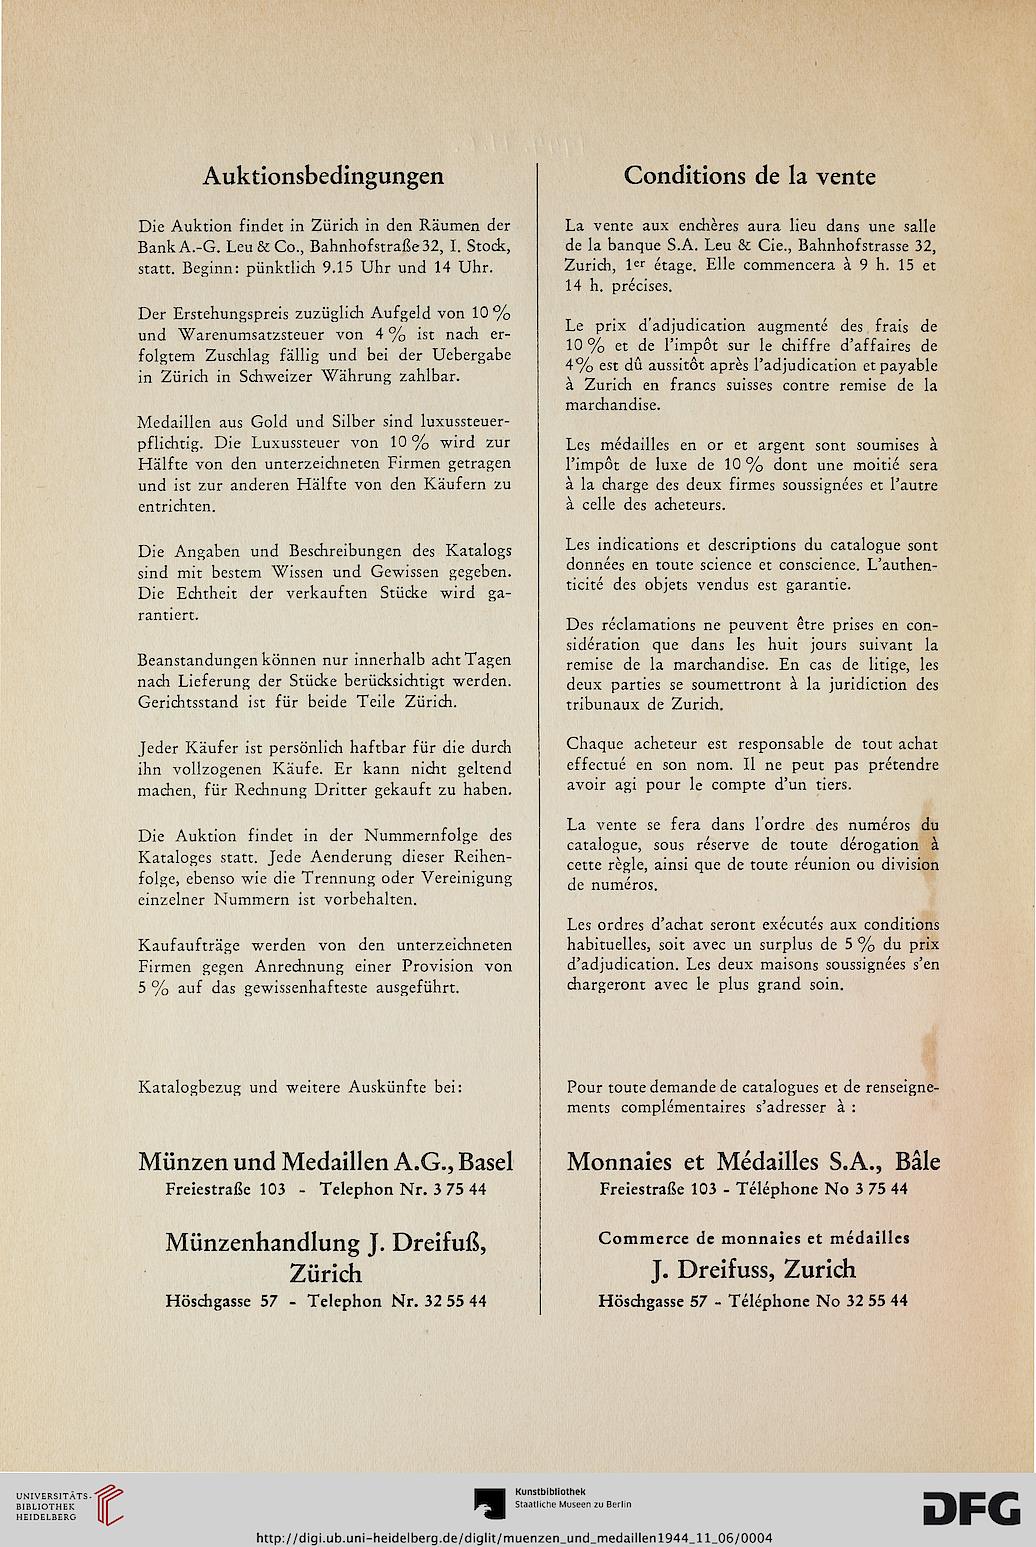 Auktionsbedingungen
Die Auktion findet in Zürich in den Räumen der
Bank A.-G. Leu & Co., Bahnhofstraße 32, I. Stock,
statt. Beginn: pünktlich 9.15 Uhr und 14 Uhr.
Der Erstehungspreis zuzüglich Aufgeld von 10 %
und Warenumsatzsteuer von 4 % ist nach er-
folgtem Zuschlag fällig und bei der Uebergabe
in Zürich in Schweizer Währung zahlbar.
Medaillen aus Gold und Silber sind luxussteuer-
pflichtig. Die Luxussteuer von 10 % wird zur
Hälfte von den unterzeichneten Firmen getragen
und ist zur anderen Hälfte von den Käufern zu
entrichten.
Die Angaben und Beschreibungen des Katalogs
sind mit bestem Wissen und Gewissen gegeben.
Die Echtheit der verkauften Stücke wird ga-
rantiert.
Beanstandungen können nur innerhalb acht Tagen
nach Lieferung der Stücke berücksichtigt werden.
Gerichtsstand ist für beide Teile Zürich.
Jeder Käufer ist persönlich haftbar für die durch
ihn vollzogenen Käufe. Er kann nicht geltend
machen, für Rechnung Dritter gekauft zu haben.
Die Auktion findet in der Nummernfolge des
Kataloges statt. Jede Aenderung dieser Reihen-
folge, ebenso wie die Trennung oder Vereinigung
einzelner Nummern ist vorbehalten.
Kaufaufträge werden von den unterzeichneten
Firmen gegen Anrechnung einer Provision von
5 % auf das gewissenhafteste ausgeführt.
Katalogbezug und weitere Auskünfte bei:
Münzen und Medaillen A.G., Basel
Freiestraße 103 - Telephon Nr. 3 75 44
Münzenhandlung J. Dreifuß,
Zürich
Höschgasse 57 - Telephon Nr. 32 55 44
Conditions de la vente
La vente aux enchères aura lieu dans une salle
de la banque S.A. Leu & Cie., Bahnhofstrasse 32,
Zurich, 1er étage. Elle commencera à 9 h. 15 et
14 h. précises.
Le prix d'adjudication augmenté des frais de
10 % et de l'impôt sur le chiffre d'affaires de
4% est dû aussitôt après l'adjudication et payable
à Zurich en francs suisses contre remise de la
marchandise.
Les médailles en or et argent sont soumises à
l'impôt de luxe de 10 % dont une moitié sera
à la charge des deux firmes soussignées et l'autre
à celle des acheteurs.
Les indications et descriptions du catalogue sont
données en toute science et conscience. L'authen-
ticité des objets vendus est garantie.
Des réclamations ne peuvent être prises en con-
sidération que dans les huit jours suivant la
remise de la marchandise. En cas de litige, les
deux parties se soumettront à la juridiction des
tribunaux de Zurich.
Chaque acheteur est responsable de tout achat
effectué en son nom. Il ne peut pas prétendre
avoir agi pour le compte d'un tiers.
La vente se fera dans l'ordre des numéros du
catalogue, sous réserve de toute dérogation à
cette règle, ainsi que de toute réunion ou division
de numéros.
Les ordres d'achat seront exécutés aux conditions
habituelles, soit avec un surplus de 5 % du prix
d'adjudication. Les deux maisons soussignées s'en
chargeront avec le plus grand soin.
Pour toute demande de catalogues et de renseigne-
ments complémentaires s'adresser à :
Monnaies et Médailles S.A., Bâle
Freiestraße 103 - Téléphone No 3 75 44
Commerce de monnaies et médailles
J. Dreifuss, Zurich
Höschgasse 57 - Téléphone No 32 55 44
UNIVERSITÄTS-
BIBLIOTHEK
HEIDELBERG
Kunstbibliothek
Staatliche Museen zu Berlin
DFG
http://digi.ub.uni-heidelberg.de/diglit/muenzen_und_medaillen1944_11_06/0004